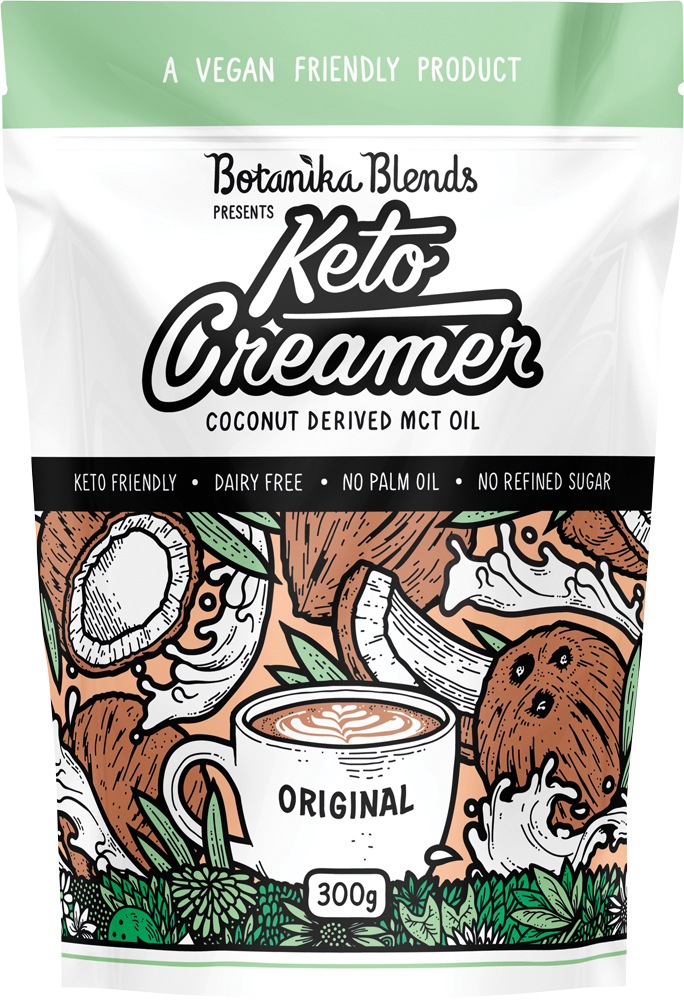 A VEGAN FRIENDLY PRODUCT
Botanika Blends
PRESENTS
Keto
Creamer
COCONUT DERIVED MCT OIL
KETO FRIENDLY • DAIRY FREE • NO PALM OIL • NO REFINED SUGAR
ORIGINAL
300g